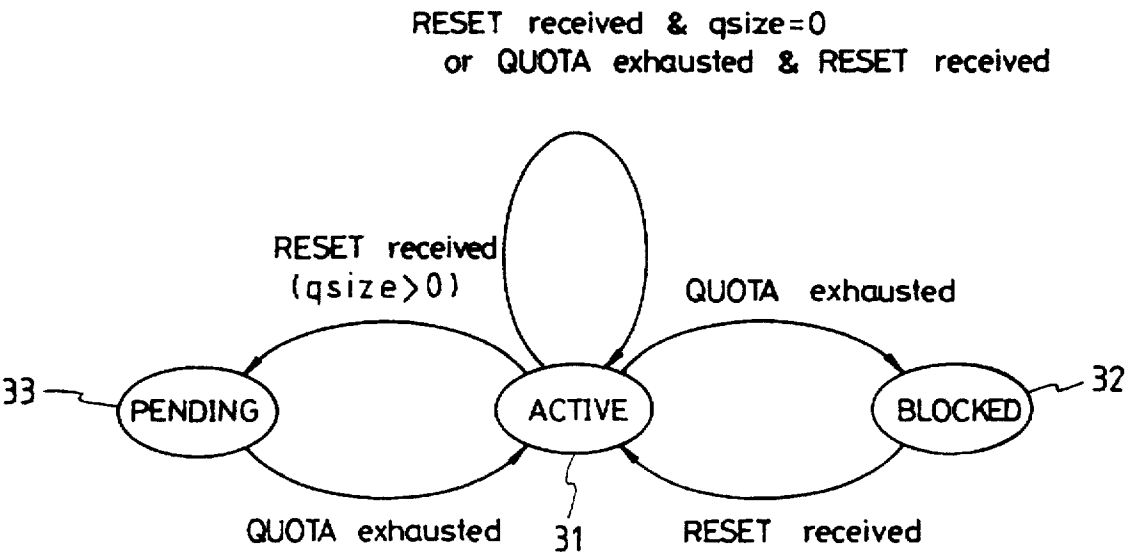 RESET received & qsize=0
or QUOTA exhausted & RESET received
RESET received
(qsize>0)
QUOTA exhausted
33
PENDING
ACTIVE
BLOCKED
32
QUOTA exhausted
31
RESET received